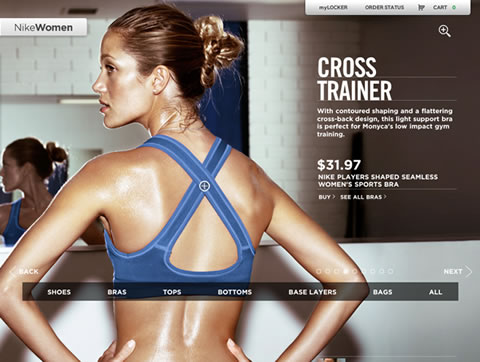 myLOCKER ORDER STATUS CART 0
NikeWomen
CROSS
TRAINER
With contoured shaping and a flattering
cross-back design, this light support bra
is perfect for Monyca's low impact gym
training.
$31.97
NIKE PLAYERS SHAPED SEAMLESS
WOMEN'S SPORTS BRA
BUY > SEE ALL BRAS >
< BACK
NEXT >
SHOES BRAS TOPS BOTTOMS BASE LAYERS BAGS ALL